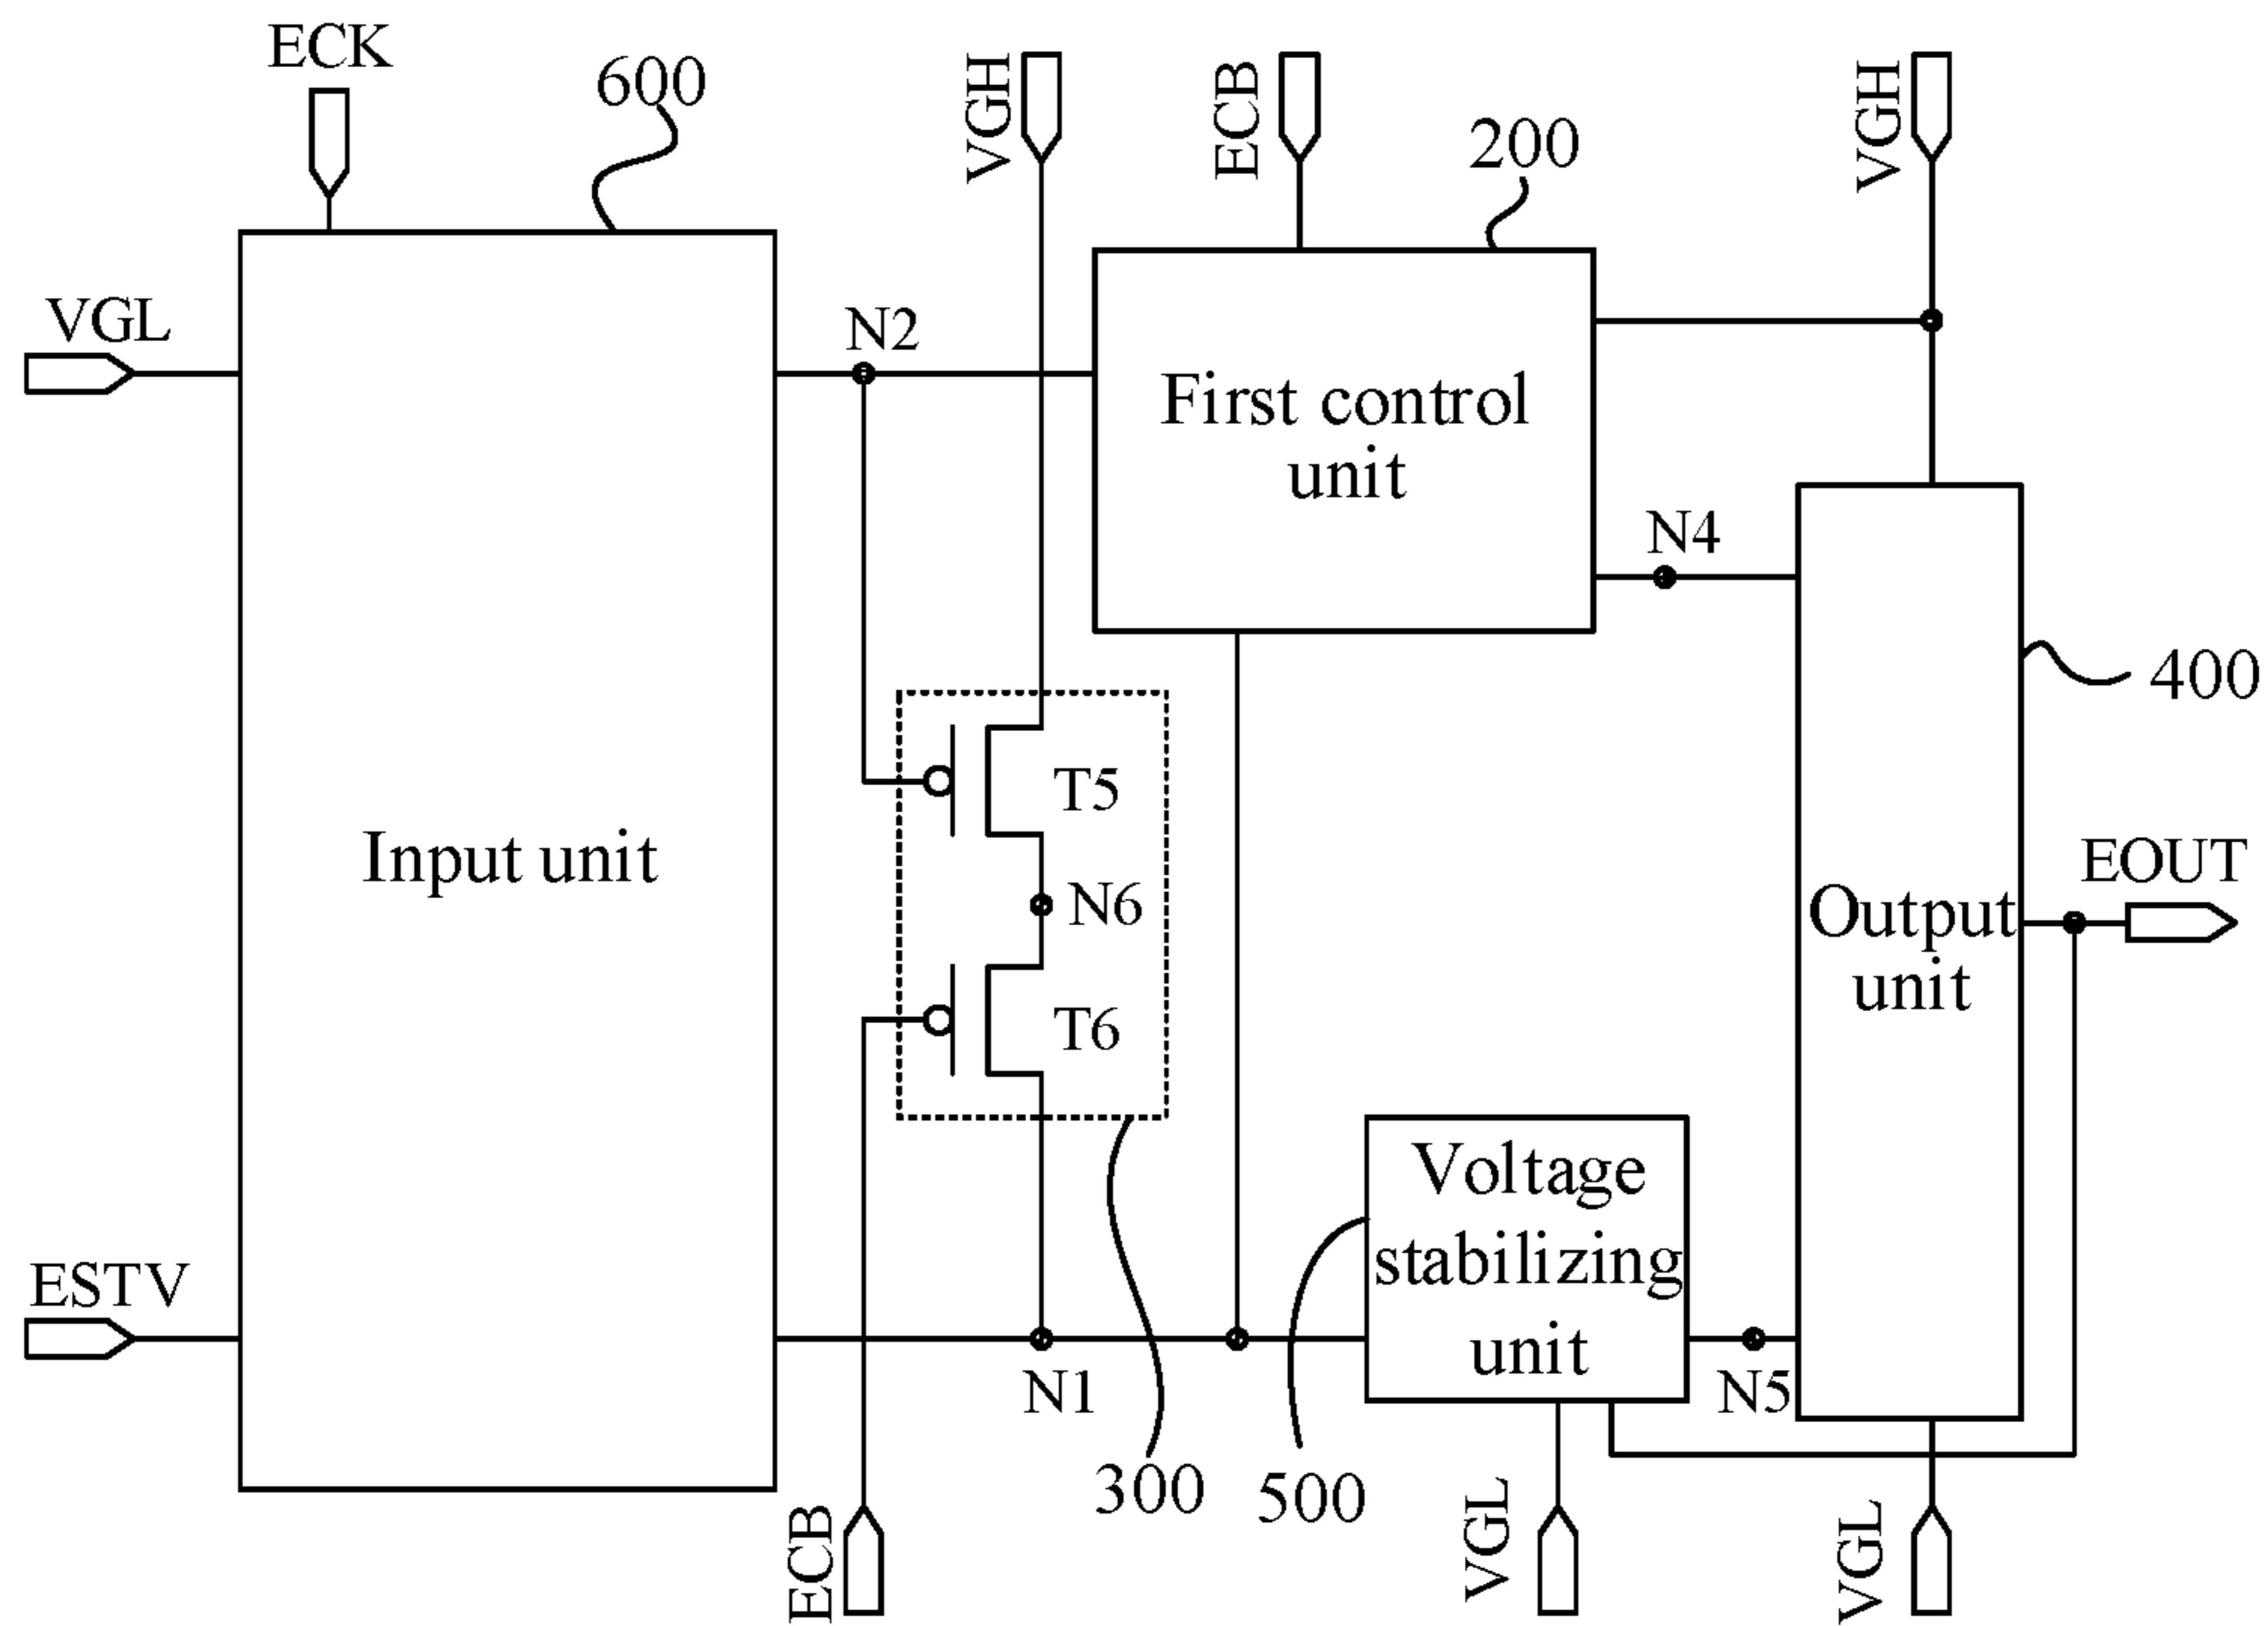 ECK
600
VGH
ECB
200
VGH
VGL
N2
First control
unit
N4
400
T5
Input unit
N6
EOUT
Output
unit
T6
Voltage
stabilizing
unit
ESTV
N1
N5
300
500
ECB
VGL
VGL